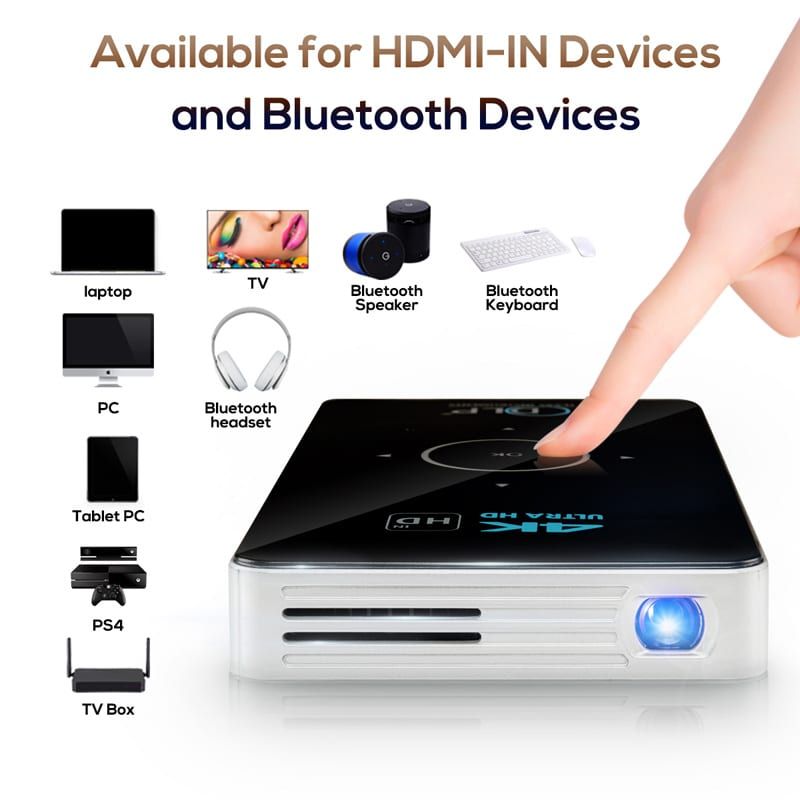 Available for HDMI-IN Devices
and Bluetooth Devices
laptop
TV
Bluetooth
Speaker
Bluetooth
Keyboard
PC
Bluetooth
headset
Tablet PC
PS4
TV Box
DLP
OK
IN
HD
4K
ULTRA HD